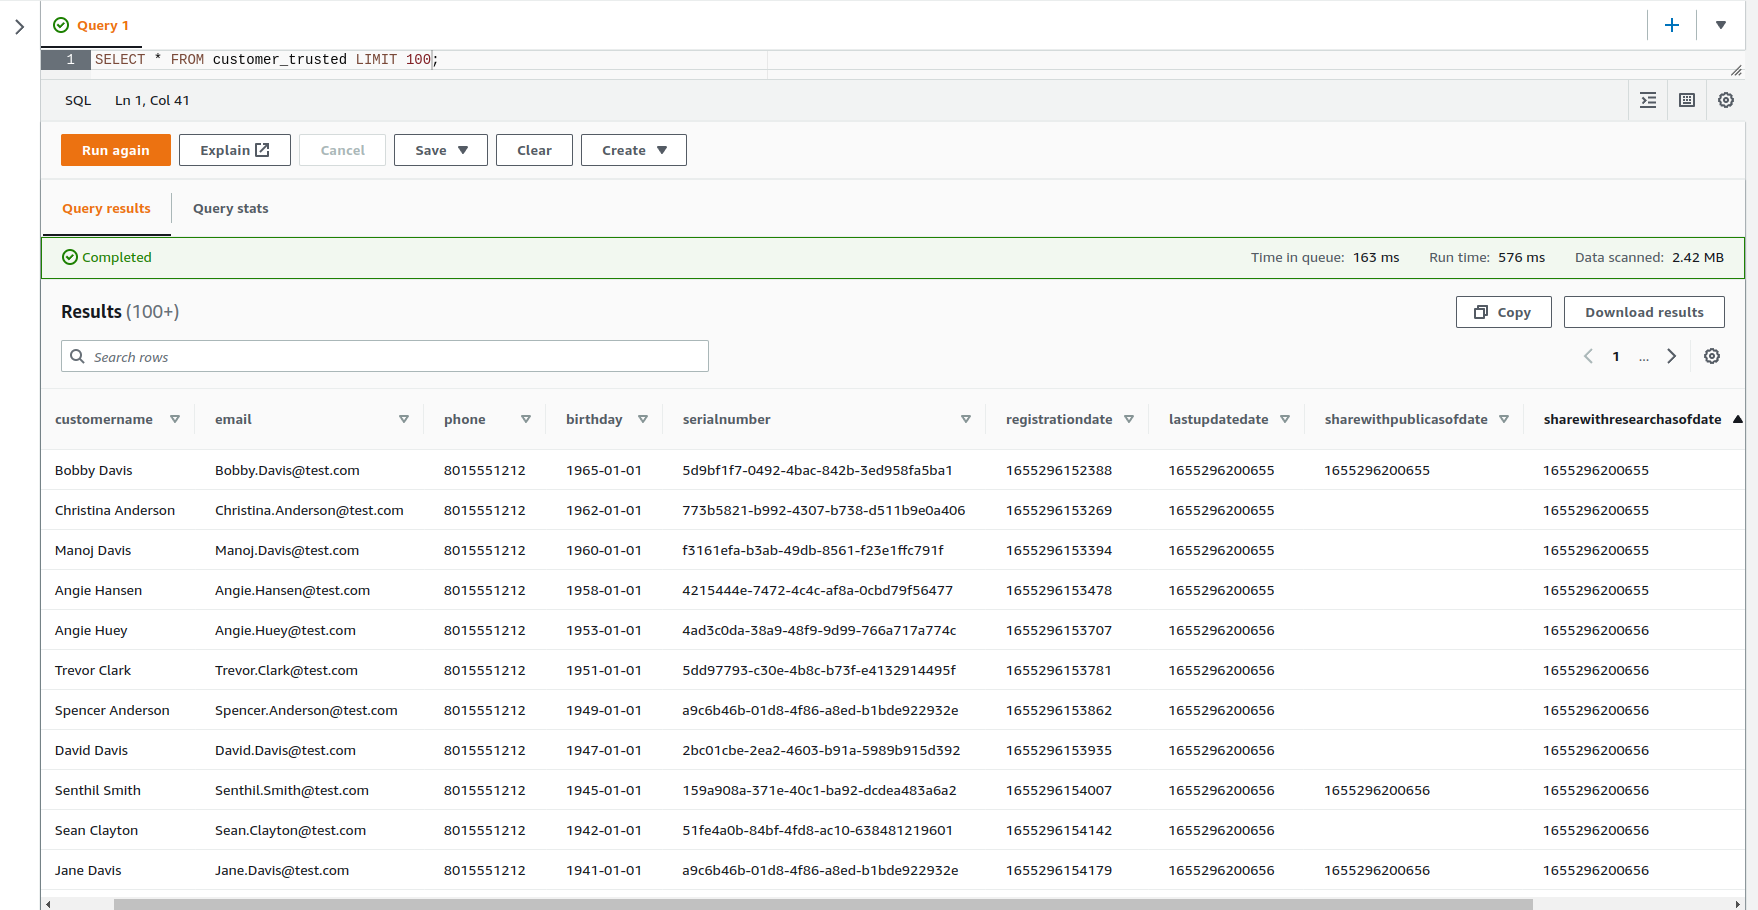 Query 1
1 SELECT * FROM customer_trusted LIMIT 100;
SQL Ln 1, Col 41
Run again Explain Cancel Save Clear Create
Query results Query stats
Completed Time in queue: 163 ms Run time: 576 ms Data scanned: 2.42 MB
Results (100+) Copy Download results
Search rows 1 ...
customername email phone birthday serialnumber registrationdate lastupdatedate sharewithpublicasofdate sharewithresearchasofdate
Bobby Davis Bobby.Davis@test.com 8015551212 1965-01-01 5d9bf1f7-0492-4bac-842b-3ed958fa5ba1 1655296152388 1655296200655 1655296200655 1655296200655
Christina Anderson Christina.Anderson@test.com 8015551212 1962-01-01 773b5821-b992-4307-b738-d511b9e0a406 1655296153269 1655296200655 1655296200655
Manoj Davis Manoj.Davis@test.com 8015551212 1960-01-01 f3161efa-b3ab-49db-8561-f23e1ffc791f 1655296153394 1655296200655 1655296200655
Angie Hansen Angie.Hansen@test.com 8015551212 1958-01-01 4215444e-7472-4c4c-af8a-0cbd79f56477 1655296153478 1655296200655 1655296200655
Angie Huey Angie.Huey@test.com 8015551212 1953-01-01 4ad3c0da-38a9-48f9-9d99-766a717a774c 1655296153707 1655296200656 1655296200656
Trevor Clark Trevor.Clark@test.com 8015551212 1951-01-01 5dd97793-c30e-4b8c-b73f-e4132914495f 1655296153781 1655296200656 1655296200656
Spencer Anderson Spencer.Anderson@test.com 8015551212 1949-01-01 a9c6b46b-01d8-4f86-a8ed-b1bde922932e 1655296153862 1655296200656 1655296200656
David Davis David.Davis@test.com 8015551212 1947-01-01 2bc01cbe-2ea2-4603-b91a-5989b915d392 1655296153935 1655296200656 1655296200656
Senthil Smith Senthil.Smith@test.com 8015551212 1945-01-01 159a908a-371e-40c1-ba92-dcdea483a6a2 1655296154007 1655296200656 1655296200656 1655296200656
Sean Clayton Sean.Clayton@test.com 8015551212 1942-01-01 51fe4a0b-84bf-4fd8-ac10-638481219601 1655296154142 1655296200656 1655296200656
Jane Davis Jane.Davis@test.com 8015551212 1941-01-01 a9c6b46b-01d8-4f86-a8ed-b1bde922932e 1655296154179 1655296200656 1655296200656 1655296200656